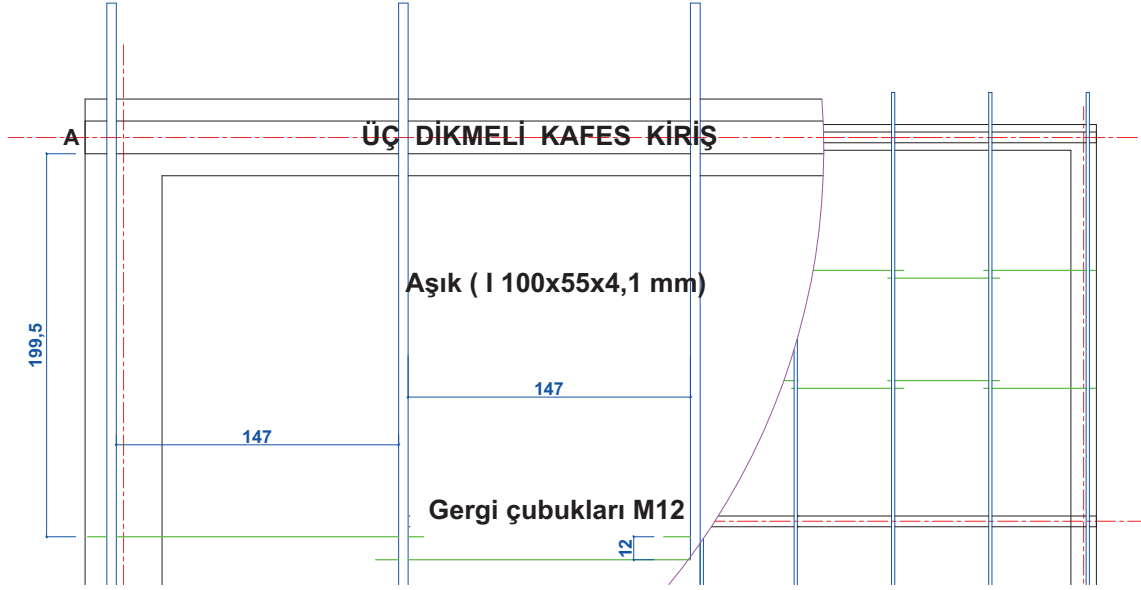 A
ÜÇ DİKMELİ KAFES KİRİŞ
Aşık ( I 100x55x4,1 mm)
199,5
147
147
Gergi çubukları M12
12